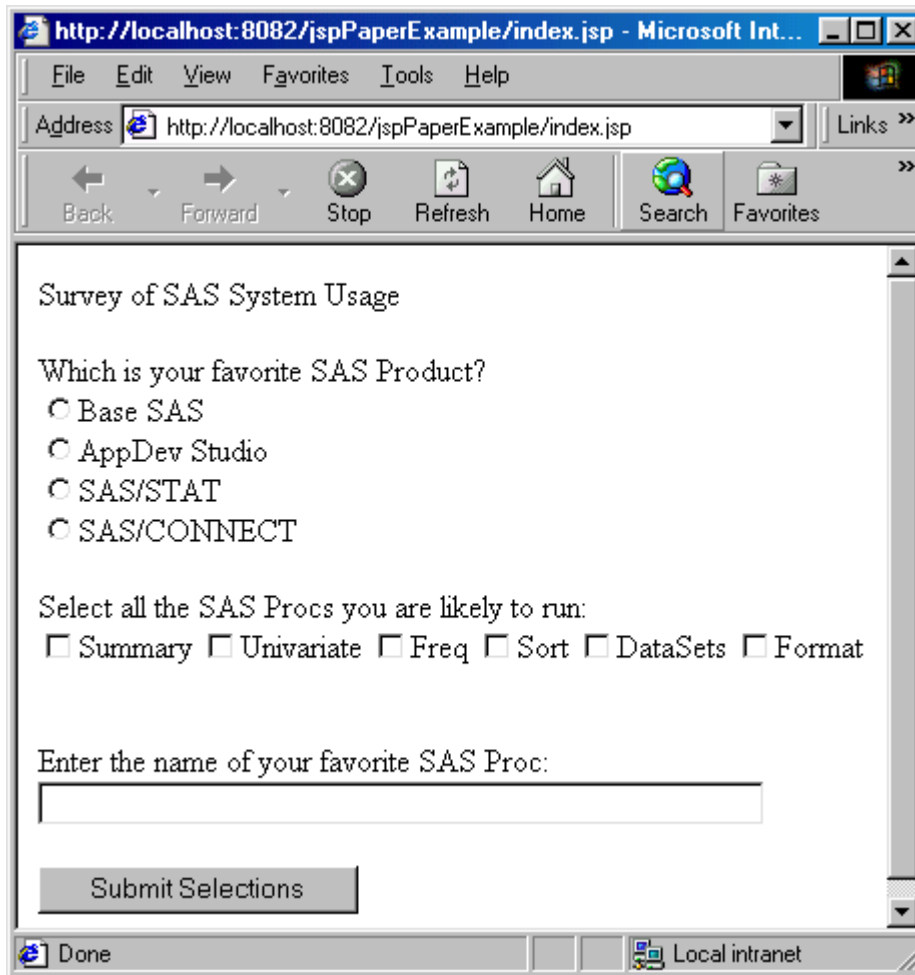 http://localhost:8082/jspPaperExample/index.jsp - Microsoft Int...
File Edit View Favorites Tools Help
Address http://localhost:8082/jspPaperExample/index.jsp Links »
Back Forward Stop Refresh Home Search Favorites »
Survey of SAS System Usage
Which is your favorite SAS Product?
Base SAS
AppDev Studio
SAS/STAT
SAS/CONNECT
Select all the SAS Procs you are likely to run:
Summary Univariate Freq Sort DataSets Format
Enter the name of your favorite SAS Proc:
Submit Selections
Done Local intranet